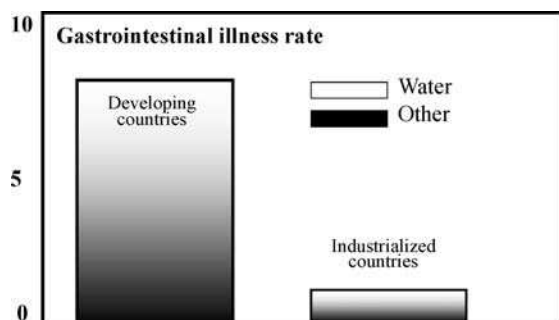 10
Gastrointestinal illness rate
Developing
countries
Water
Other
5
Industrialized
countries
0